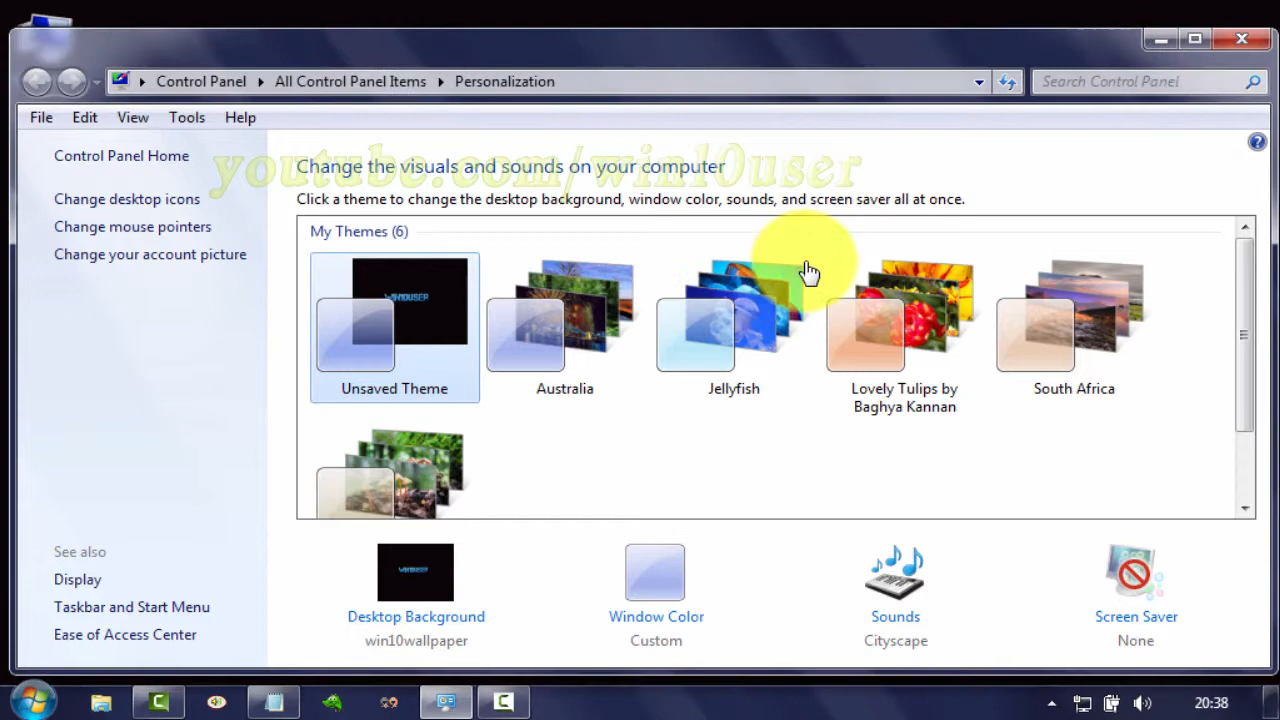 Control Panel
All Control Panel Items
Personalization
Search Control Panel
File Edit View Tools Help
Control Panel Home
youtube.com/win10user
Change the visuals and sounds on your computer
Change desktop icons
Click a theme to change the desktop background, window color, sounds, and screen saver all at once.
Change mouse pointers
My Themes (6)
Change your account picture
WIN10USER
Unsaved Theme
Australia
Jellyfish
Lovely Tulips by
Baghya Kannan
South Africa
See also
Display
Taskbar and Start Menu
Ease of Access Center
WIN10USER
Desktop Background
win10wallpaper
Window Color
Custom
Sounds
Cityscape
Screen Saver
None
20:38